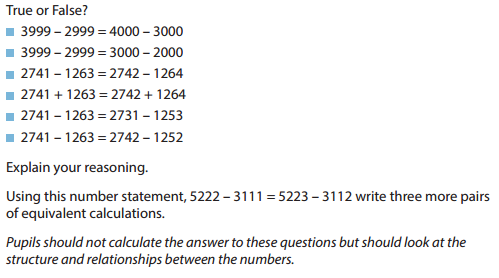 True or False?
3999 – 2999 = 4000 – 3000
3999 – 2999 = 3000 – 2000
2741 – 1263 = 2742 – 1264
2741 + 1263 = 2742 + 1264
2741 – 1263 = 2731 – 1253
2741 – 1263 = 2742 – 1252
Explain your reasoning.
Using this number statement, 5222 – 3111 = 5223 – 3112 write three more pairs
of equivalent calculations.
Pupils should not calculate the answer to these questions but should look at the
structure and relationships between the numbers.